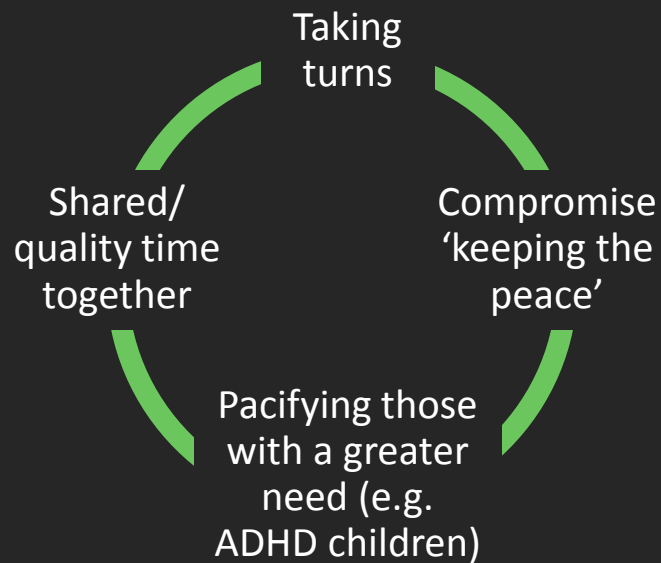 Taking
turns
Compromise
‘keeping the
peace’
Pacifying those
with a greater
need (e.g.
ADHD children)
Shared/
quality time
together